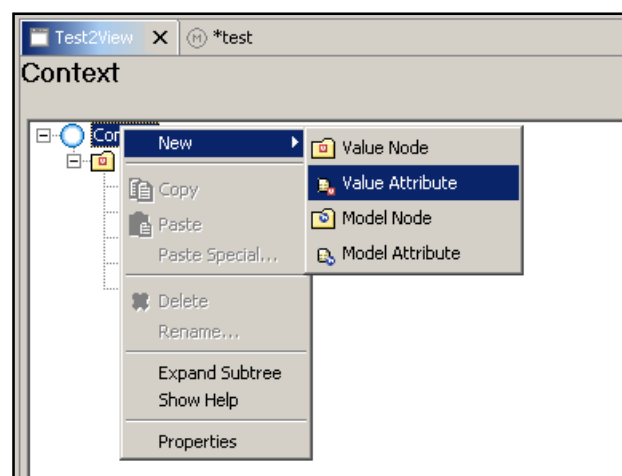 Test2View *test
Context
Con
New
Copy
Paste
Paste Special...
Delete
Rename...
Expand Subtree
Show Help
Properties
Value Node
Value Attribute
Model Node
Model Attribute